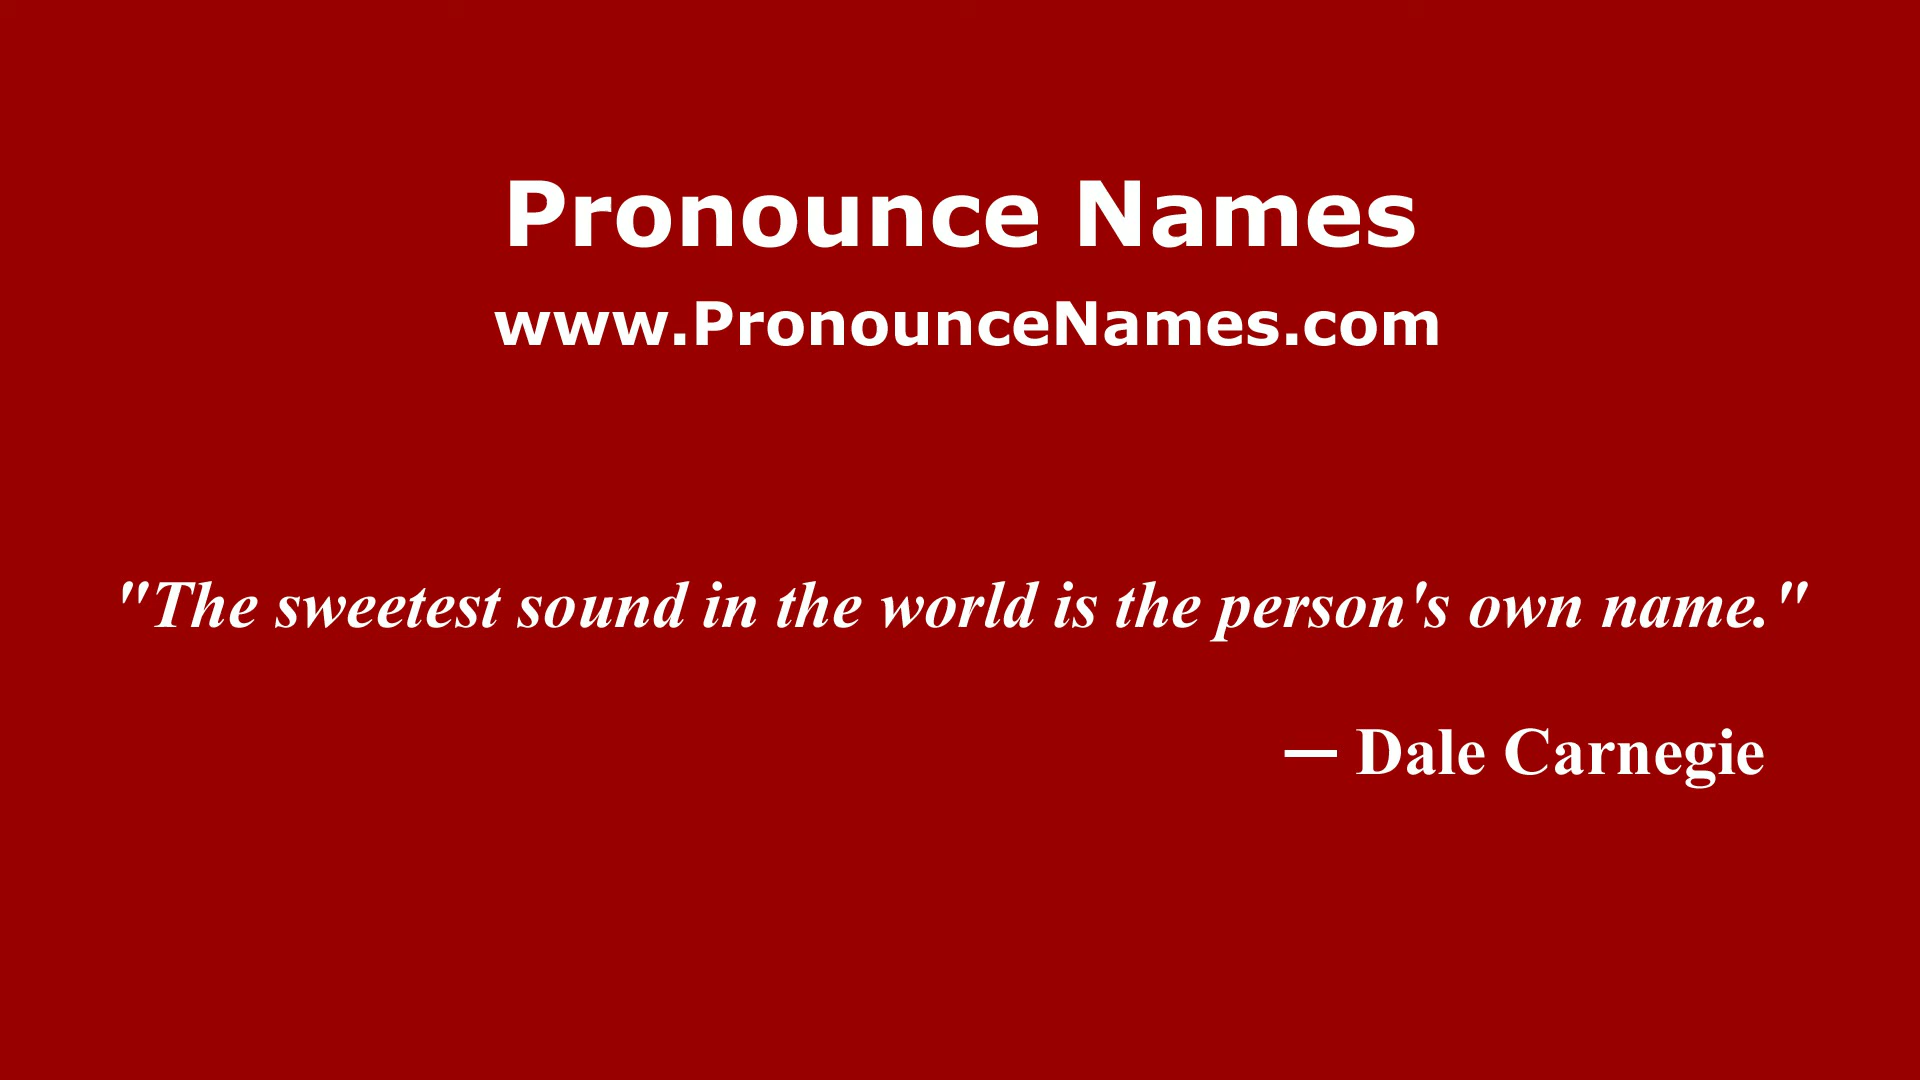 Pronounce Names
www.PronounceNames.com
"The sweetest sound in the world is the person's own name."
— Dale Carnegie